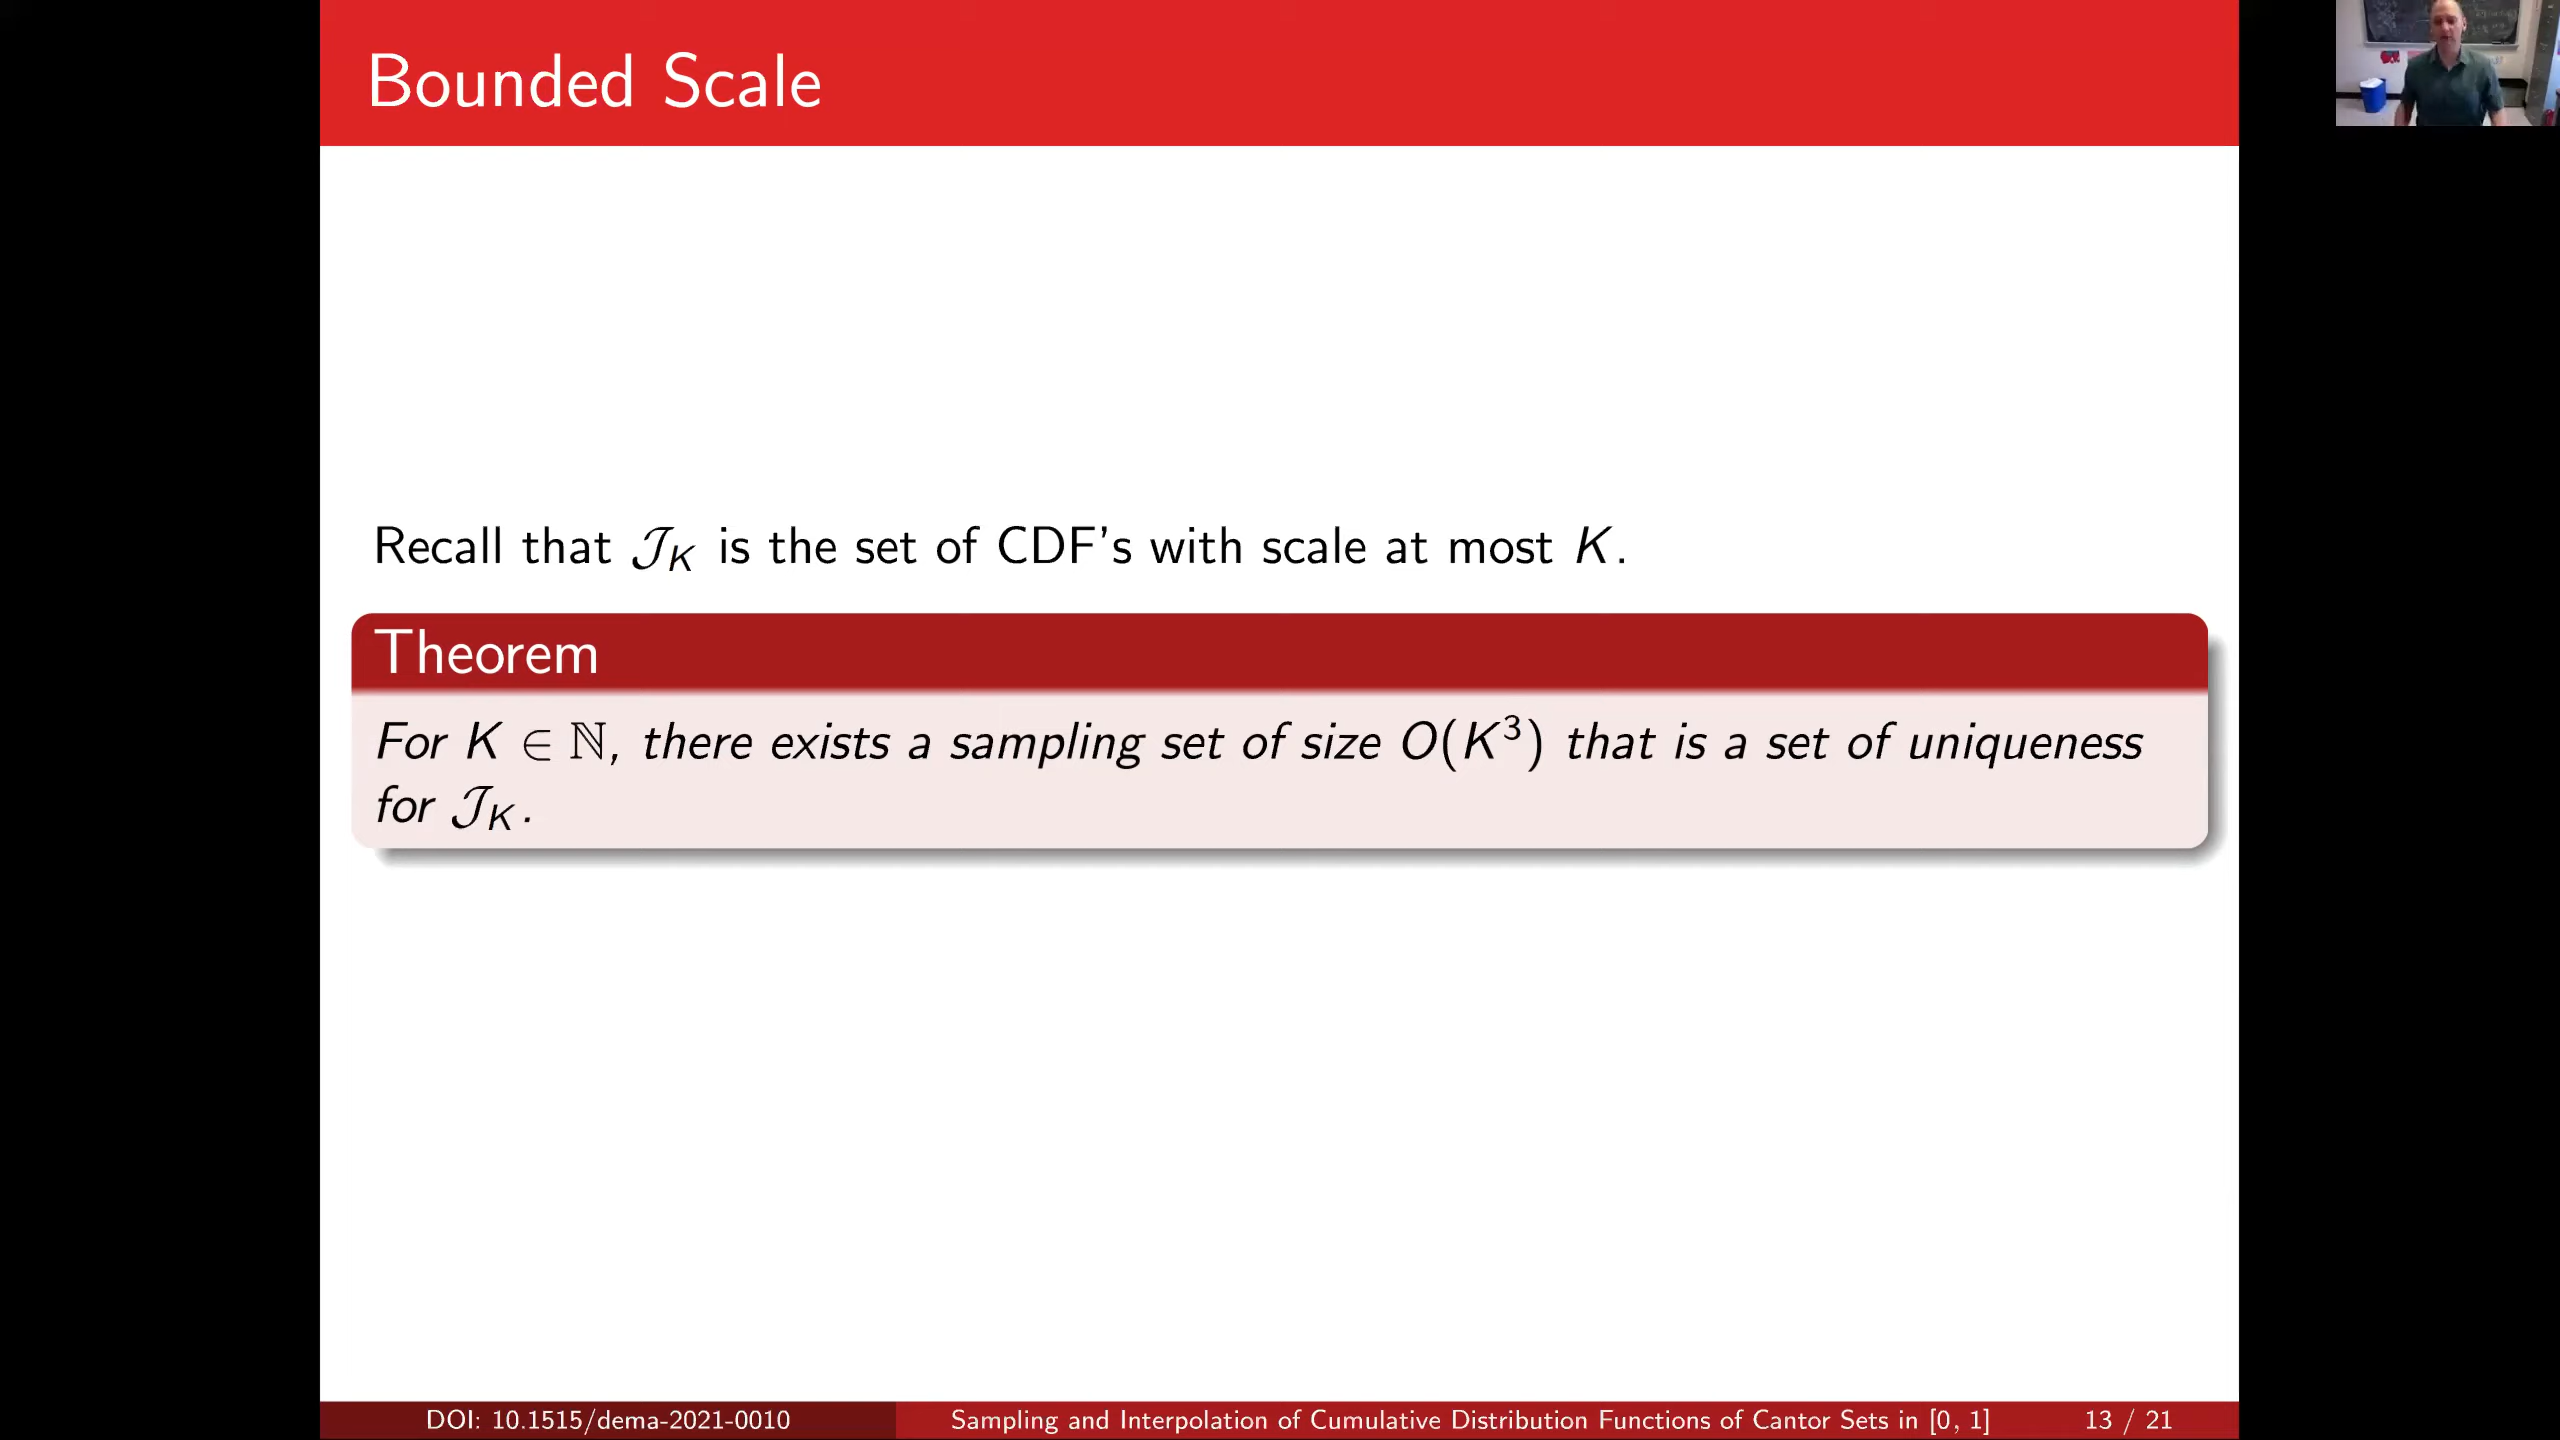 Bounded Scale
Recall that 𝒥_K is the set of CDF's with scale at most K.
Theorem
For K ∈ ℕ, there exists a sampling set of size O(K³) that is a set of uniqueness
for 𝒥_K.
DOI: 10.1515/dema-2021-0010 Sampling and Interpolation of Cumulative Distribution Functions of Cantor Sets in [0, 1] 13 / 21